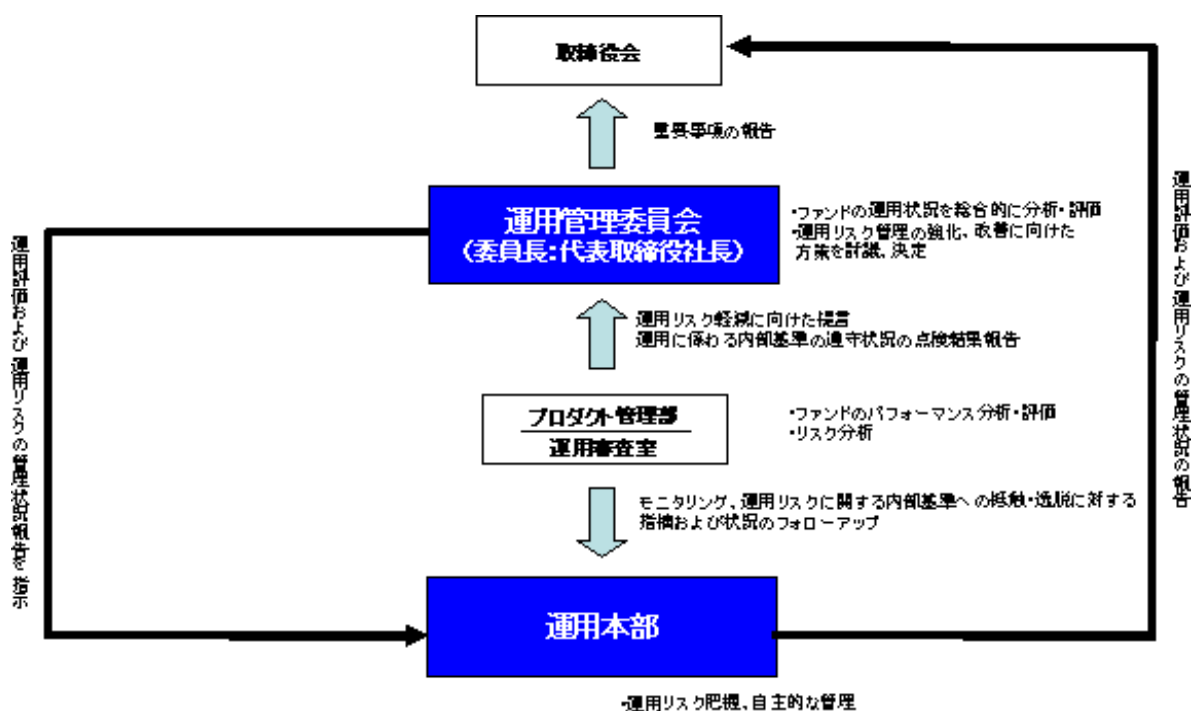 取締役会
重要事項の報告
運用管理委員会
(委員長:代表取締役社長)
・ファンドの運用状況を総合的に分析・評価
・運用リスク管理の強化、改善に向けた
方策を討議、決定
運用リスク軽減に向けた提言
運用に係わる内部基準の遵守状況の点検結果報告
プロダクト管理部
運用審査室
・ファンドのパフォーマンス分析・評価
・リスク分析
モニタリング、運用リスクに関する内部基準への抵触・逸脱に対する
指摘および状況のフォローアップ
運用本部
・運用リスク把握、自主的な管理
運用評価および運用リスクの管理状況報告を指示
運用評価および運用リスクの管理状況の報告